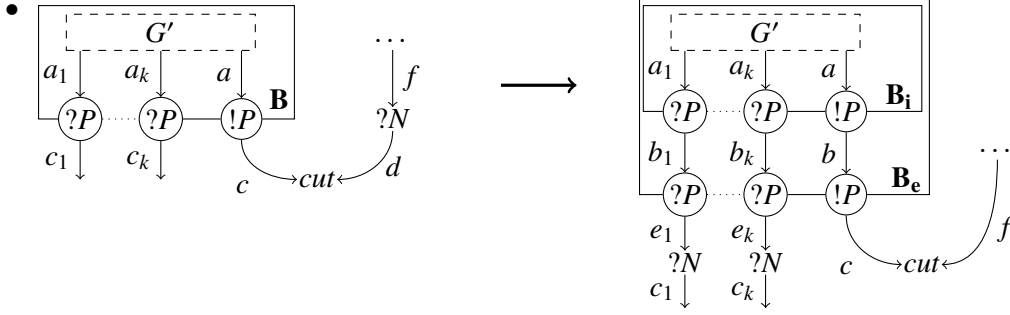 • G′ … G′
a₁ aₖ a f a₁ aₖ a
?P ?P !P B ?N ?P ?P !P Bᵢ
c₁ cₖ c cut d b₁ bₖ b …
?P ?P !P Bₑ
e₁ eₖ f
?N ?N c cut
c₁ cₖ